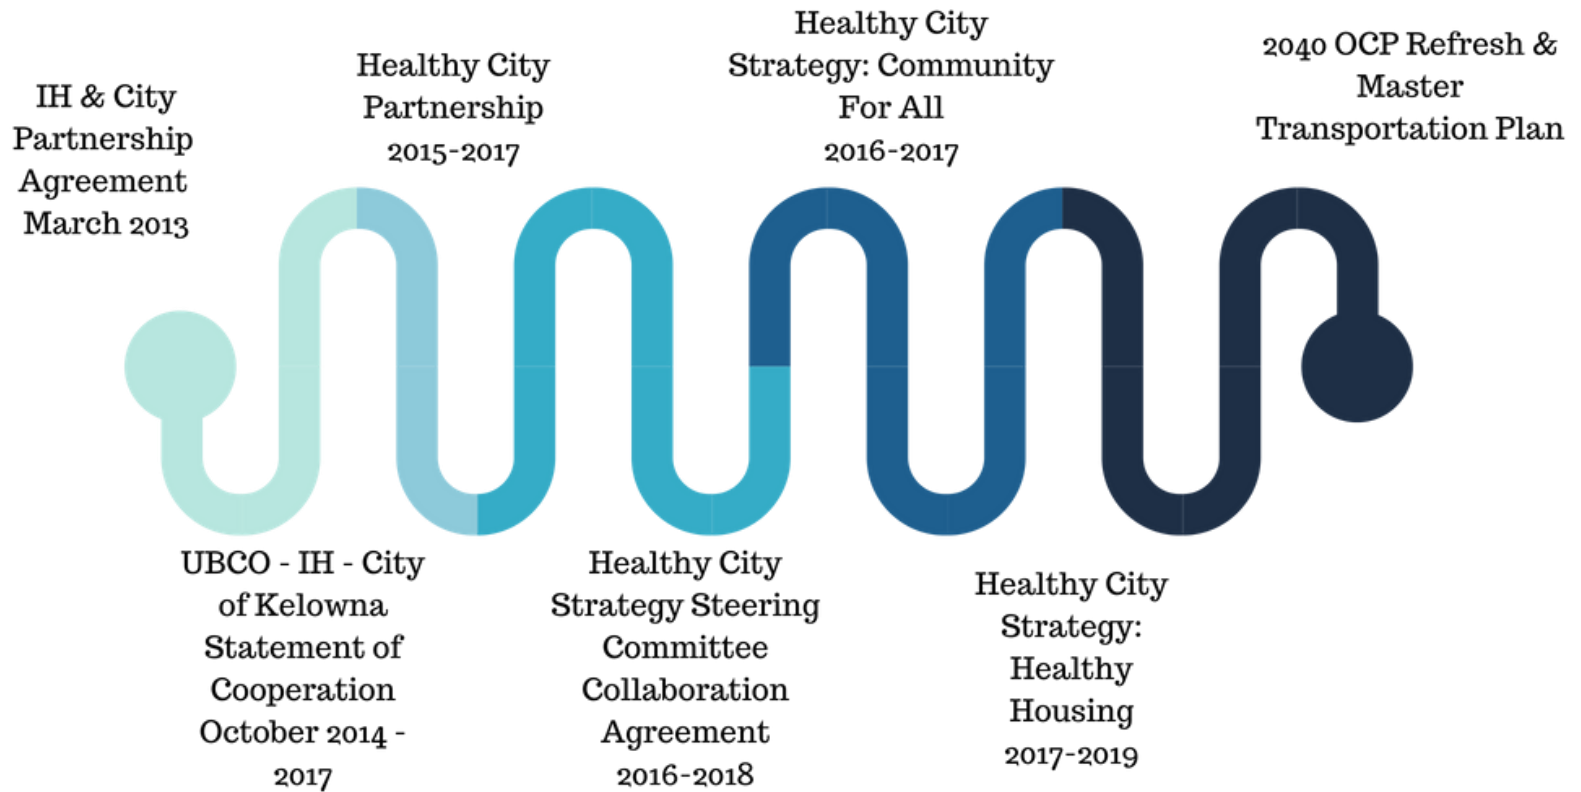 IH & City
Partnership
Agreement
March 2013
UBCO - IH - City
of Kelowna
Statement of
Cooperation
October 2014 -
2017
Healthy City
Partnership
2015-2017
Healthy City
Strategy Steering
Committee
Collaboration
Agreement
2016-2018
Healthy City
Strategy: Community
For All
2016-2017
Healthy City
Strategy:
Healthy
Housing
2017-2019
2040 OCP Refresh &
Master
Transportation Plan